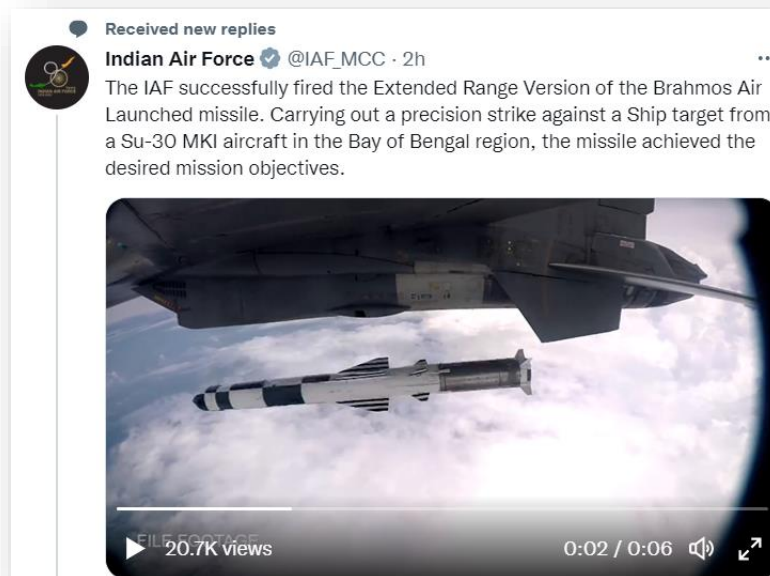 Received new replies
Indian Air Force @IAF_MCC · 2h
The IAF successfully fired the Extended Range Version of the Brahmos Air
Launched missile. Carrying out a precision strike against a Ship target from
a Su-30 MKI aircraft in the Bay of Bengal region, the missile achieved the
desired mission objectives.
FILE FOOTAGE
20.7K views
0:02 / 0:06